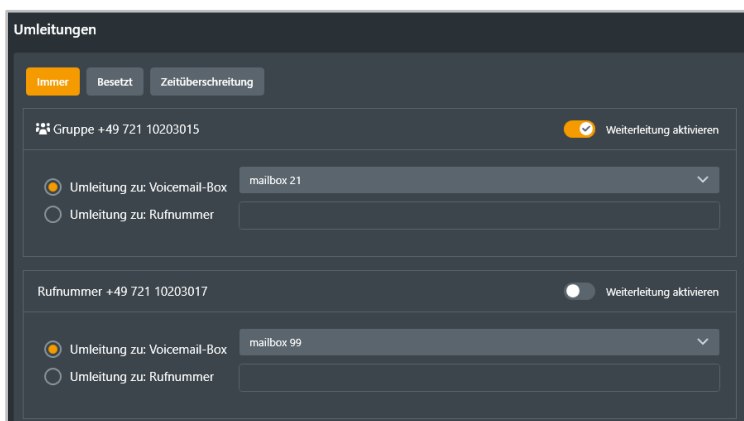 Umleitungen
Immer Besetzt Zeitüberschreitung
Gruppe +49 721 10203015 Weiterleitung aktivieren
Umleitung zu: Voicemail-Box mailbox 21
Umleitung zu: Rufnummer
Rufnummer +49 721 10203017 Weiterleitung aktivieren
Umleitung zu: Voicemail-Box mailbox 99
Umleitung zu: Rufnummer